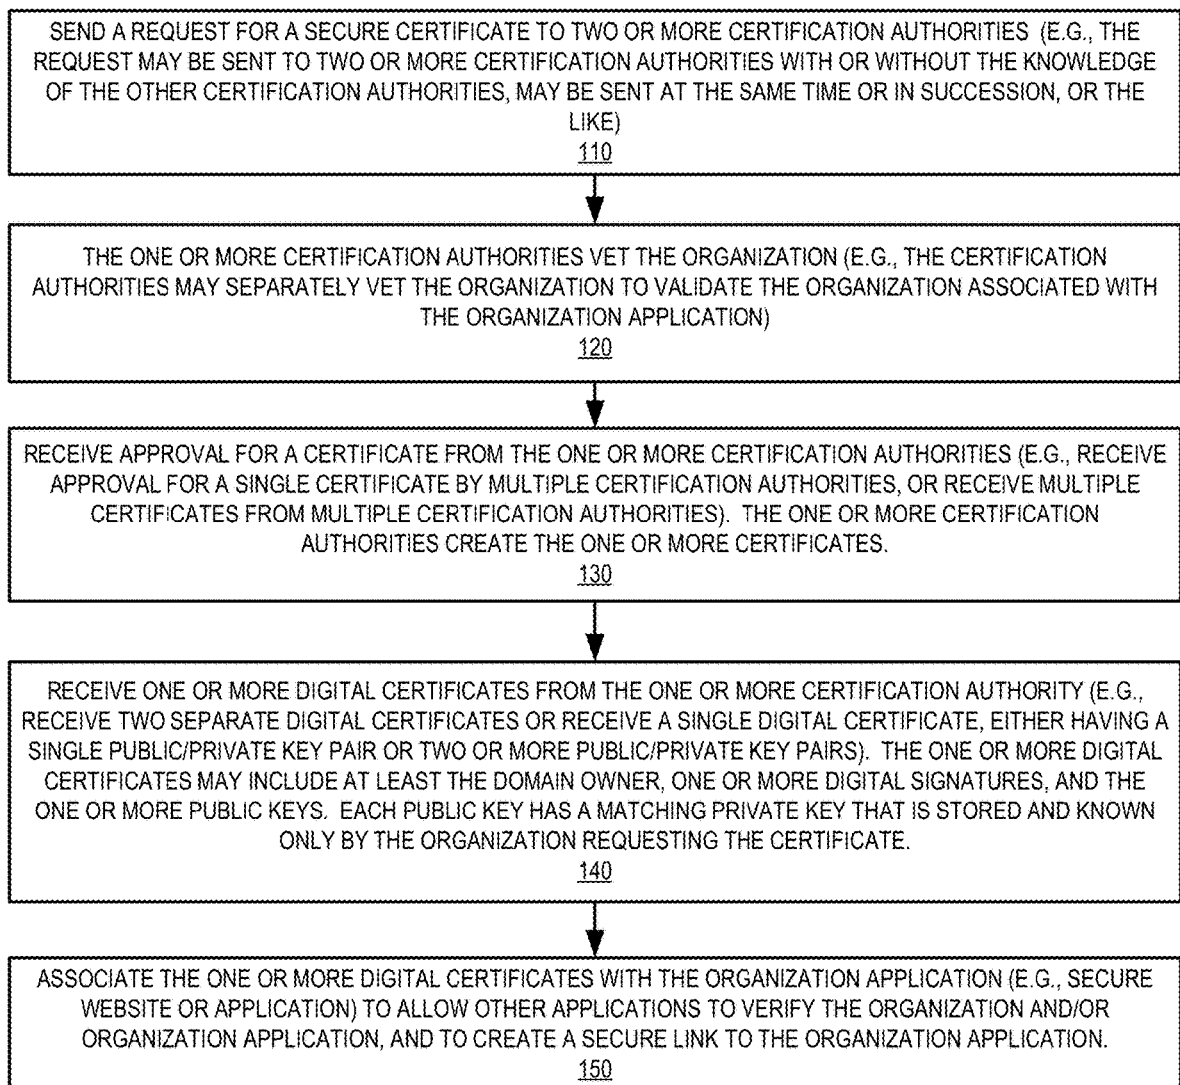 SEND A REQUEST FOR A SECURE CERTIFICATE TO TWO OR MORE CERTIFICATION AUTHORITIES (E.G., THE
REQUEST MAY BE SENT TO TWO OR MORE CERTIFICATION AUTHORITIES WITH OR WITHOUT THE KNOWLEDGE
OF THE OTHER CERTIFICATION AUTHORITIES, MAY BE SENT AT THE SAME TIME OR IN SUCCESSION, OR THE
LIKE)
110
THE ONE OR MORE CERTIFICATION AUTHORITIES VET THE ORGANIZATION (E.G., THE CERTIFICATION
AUTHORITIES MAY SEPARATELY VET THE ORGANIZATION TO VALIDATE THE ORGANIZATION ASSOCIATED WITH
THE ORGANIZATION APPLICATION)
120
RECEIVE APPROVAL FOR A CERTIFICATE FROM THE ONE OR MORE CERTIFICATION AUTHORITIES (E.G., RECEIVE
APPROVAL FOR A SINGLE CERTIFICATE BY MULTIPLE CERTIFICATION AUTHORITIES, OR RECEIVE MULTIPLE
CERTIFICATES FROM MULTIPLE CERTIFICATION AUTHORITIES). THE ONE OR MORE CERTIFICATION
AUTHORITIES CREATE THE ONE OR MORE CERTIFICATES.
130
RECEIVE ONE OR MORE DIGITAL CERTIFICATES FROM THE ONE OR MORE CERTIFICATION AUTHORITY (E.G.,
RECEIVE TWO SEPARATE DIGITAL CERTIFICATES OR RECEIVE A SINGLE DIGITAL CERTIFICATE, EITHER HAVING A
SINGLE PUBLIC/PRIVATE KEY PAIR OR TWO OR MORE PUBLIC/PRIVATE KEY PAIRS). THE ONE OR MORE DIGITAL
CERTIFICATES MAY INCLUDE AT LEAST THE DOMAIN OWNER, ONE OR MORE DIGITAL SIGNATURES, AND THE
ONE OR MORE PUBLIC KEYS. EACH PUBLIC KEY HAS A MATCHING PRIVATE KEY THAT IS STORED AND KNOWN
ONLY BY THE ORGANIZATION REQUESTING THE CERTIFICATE.
140
ASSOCIATE THE ONE OR MORE DIGITAL CERTIFICATES WITH THE ORGANIZATION APPLICATION (E.G., SECURE
WEBSITE OR APPLICATION) TO ALLOW OTHER APPLICATIONS TO VERIFY THE ORGANIZATION AND/OR
ORGANIZATION APPLICATION, AND TO CREATE A SECURE LINK TO THE ORGANIZATION APPLICATION.
150